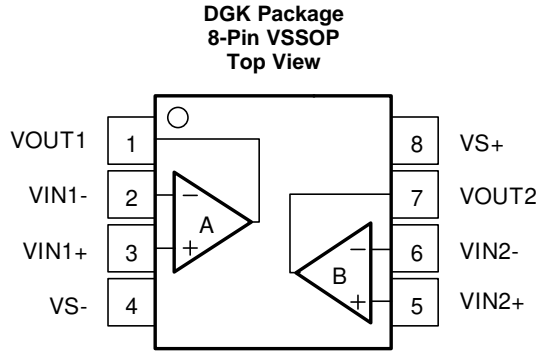 DGK Package
8-Pin VSSOP
Top View
VOUT1 1
8 VS+
VIN1- 2
7 VOUT2
VIN1+ 3
6 VIN2-
VS- 4
5 VIN2+
− A +
− B +